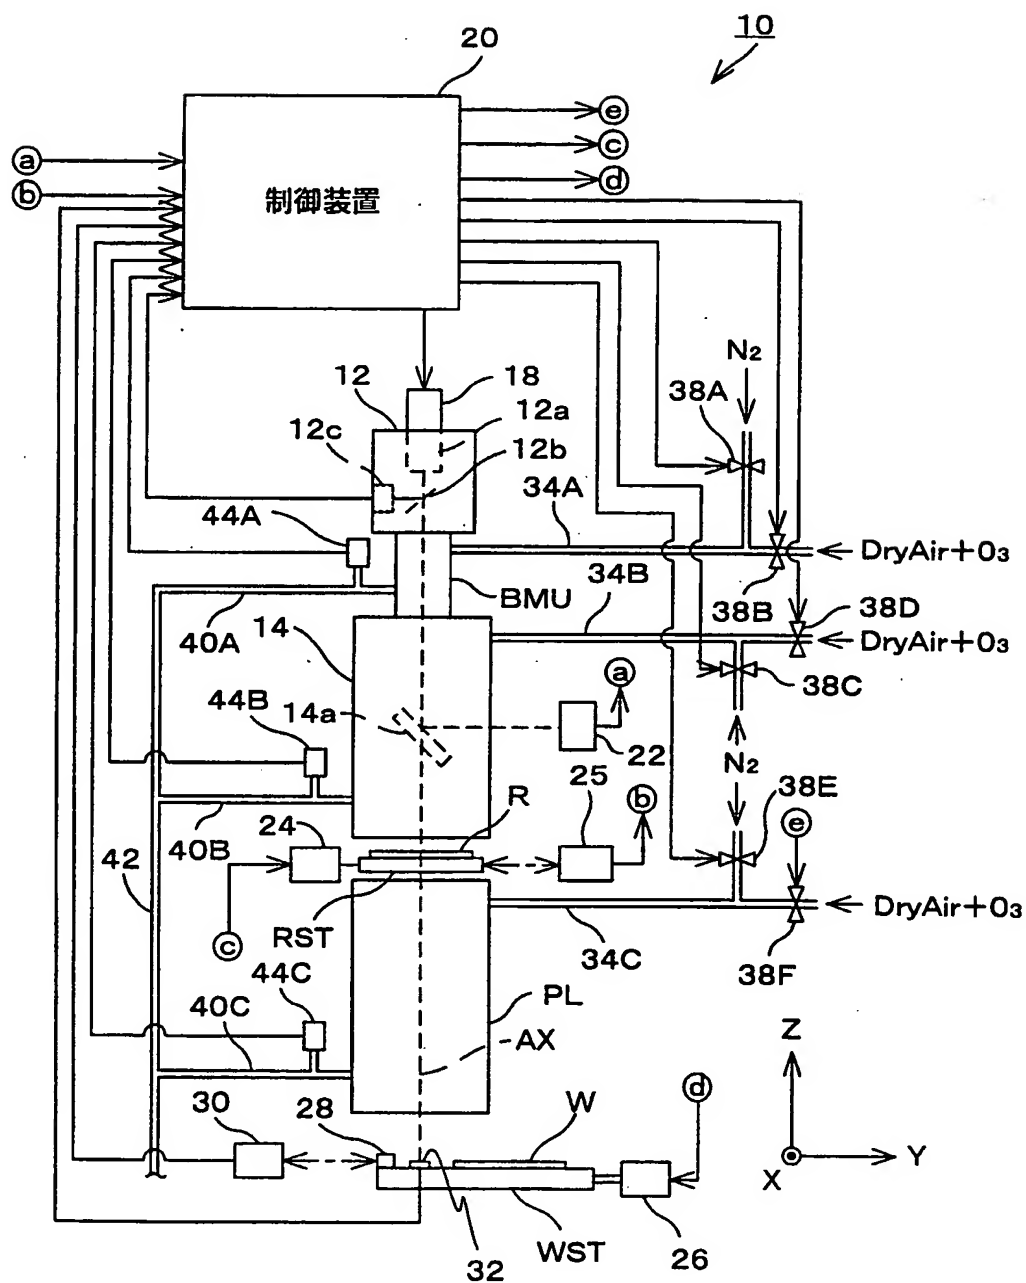 10
20
ⓔ
ⓒ
ⓐ
ⓓ
ⓑ
制御装置
N2
12
18
38A
12a
12c
12b
34A
44A
DryAir+O3
34B
BMU
38B
38D
40A
14
DryAir+O3
ⓐ
38C
44B
14a
22
N2
25
R
ⓑ
38E
24
40B
ⓔ
42
DryAir+O3
ⓒ
RST
34C
38F
44C
PL
40C
Z
AX
ⓓ
30
28
W
X
Y
WST
26
32